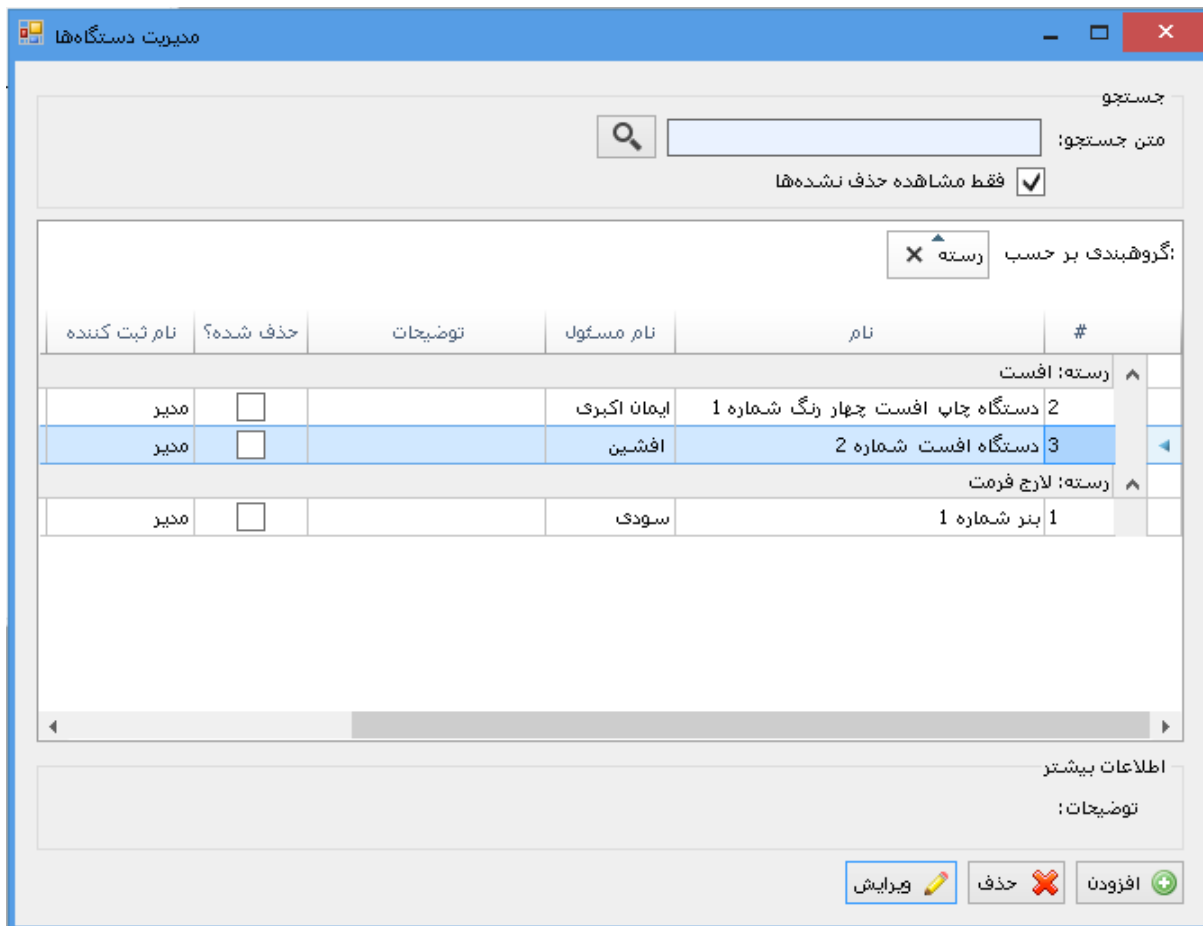 مدیریت دستگاه‌ها
جستجو
متن جستجو:
فقط مشاهده حذف نشده‌ها
گروهبندی بر حسب: رسته
# نام نام مسئول توضیحات حذف شده؟ نام ثبت کننده
رسته: افست
2 دستگاه چاپ افست چهار رنگ شماره 1 ایمان اکبری مدیر
3 دستگاه افست شماره 2 افشین مدیر
رسته: لارج فرمت
1 بنر شماره 1 سودی مدیر
اطلاعات بیشتر
توضیحات:
افزودن حذف ویرایش